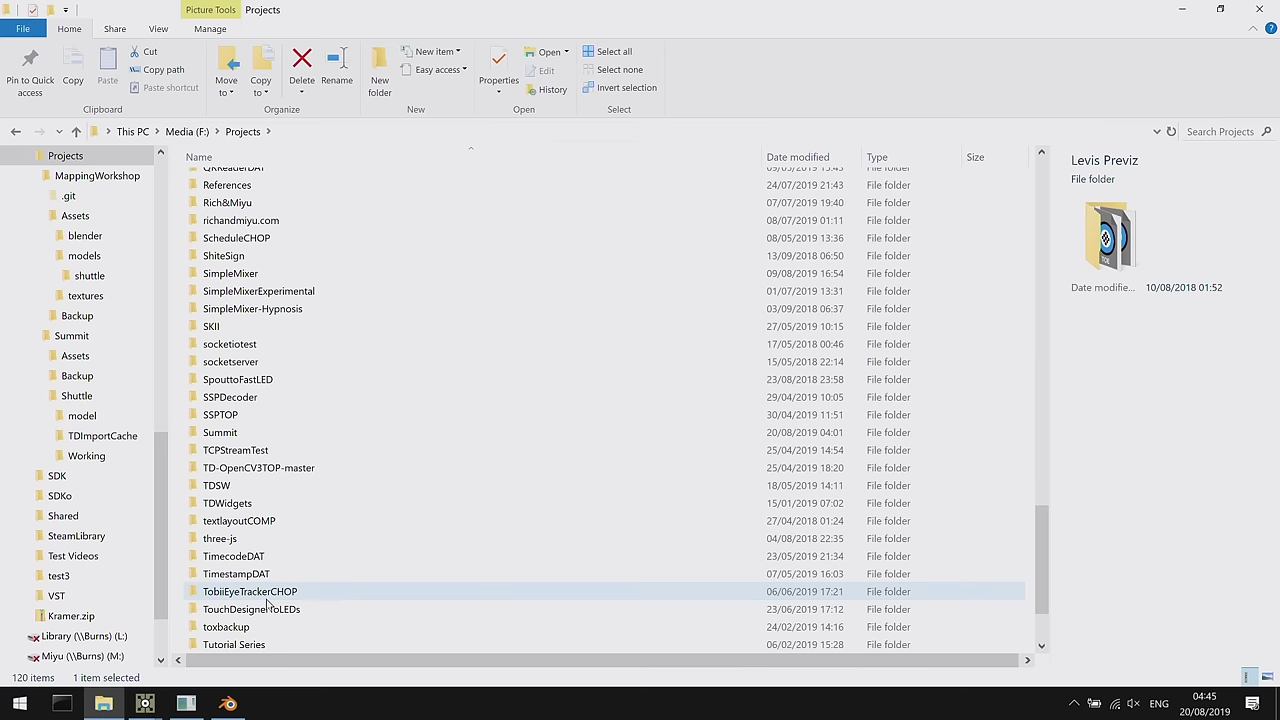 Picture Tools Projects
File Home Share View Manage
Pin to Quick access
Copy
Paste
Cut
Copy path
Paste shortcut
Clipboard
Move to
Copy to
Delete
Rename
Organize
New folder
New item
Easy access
New
Properties
Open
Edit
History
Open
Select all
Select none
Invert selection
Select
This PC Media (F:) Projects
Search Projects
Projects
MappingWorkshop
.git
Assets
blender
models
shuttle
textures
Backup
Summit
Assets
Backup
Shuttle
model
TDImportCache
Working
SDK
SDKo
Shared
SteamLibrary
Test Videos
test3
VST
Kramer.zip
Library (\\Burns) (L:)
Miyu (\\Burns) (M:)
Name Date modified Type Size
QRReaderDAT 09/05/2019 13:43 File folder
References 24/07/2019 21:43 File folder
Rich&Miyu 07/07/2019 19:40 File folder
richandmiyu.com 08/07/2019 01:11 File folder
ScheduleCHOP 08/05/2019 13:36 File folder
ShiteSign 13/09/2018 06:50 File folder
SimpleMixer 09/08/2019 16:54 File folder
SimpleMixerExperimental 01/07/2019 13:31 File folder
SimpleMixer-Hypnosis 03/09/2018 06:37 File folder
SKII 27/05/2019 10:15 File folder
socketiotest 17/05/2018 00:46 File folder
socketserver 15/05/2018 22:14 File folder
SpouttoFastLED 23/08/2018 23:58 File folder
SSPDecoder 29/04/2019 10:05 File folder
SSPTOP 30/04/2019 11:51 File folder
Summit 20/08/2019 04:01 File folder
TCPStreamTest 25/04/2019 14:54 File folder
TD-OpenCV3TOP-master 25/04/2019 18:20 File folder
TDSW 18/05/2019 14:11 File folder
TDWidgets 15/01/2019 07:02 File folder
textlayoutCOMP 27/04/2018 01:24 File folder
three-js 04/08/2018 22:35 File folder
TimecodeDAT 23/05/2019 21:34 File folder
TimestampDAT 07/05/2019 16:03 File folder
TobiiEyeTrackerCHOP 06/06/2019 17:21 File folder
TouchDesignerToLEDs 23/06/2019 17:12 File folder
toxbackup 24/02/2019 14:16 File folder
Tutorial Series 06/02/2019 15:28 File folder
Levis Previz
File folder
TOE
Date modifie... 10/08/2018 01:52
120 items 1 item selected
ENG
04:45
20/08/2019